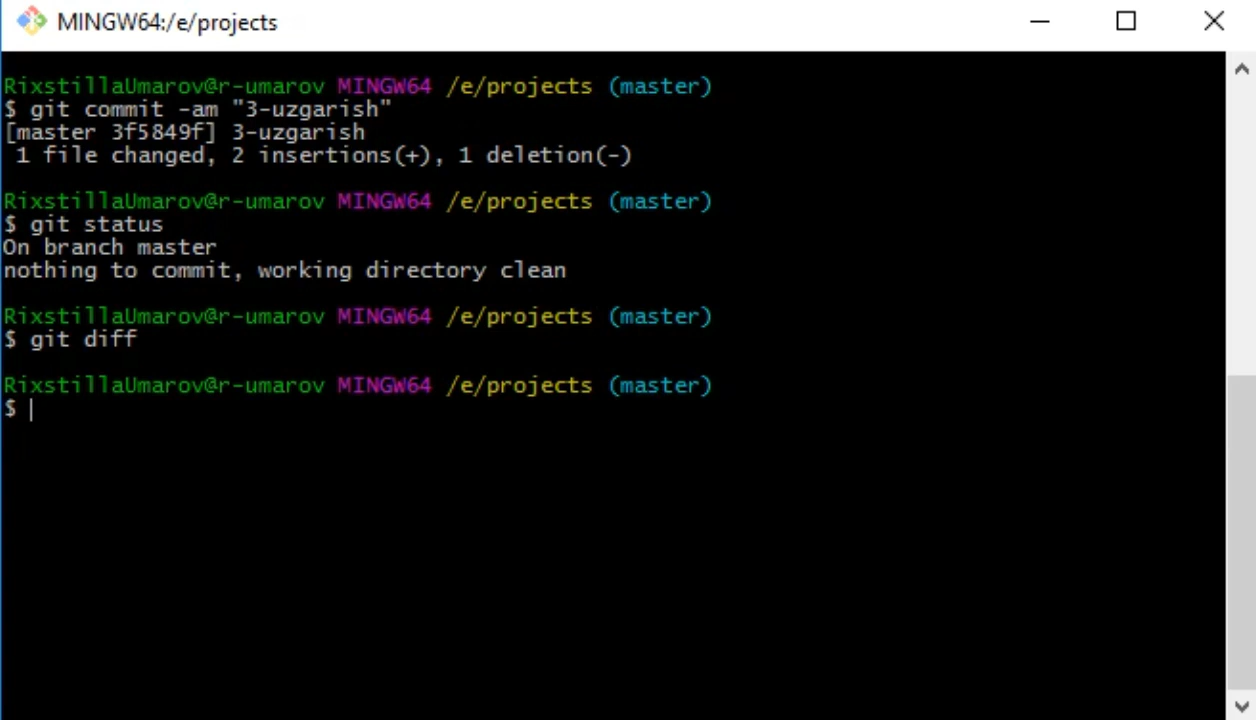 MINGW64:/e/projects
RixstillaUmarov@r-umarov MINGW64 /e/projects (master)
$ git commit -am "3-uzgarish"
[master 3f5849f] 3-uzgarish
 1 file changed, 2 insertions(+), 1 deletion(-)
RixstillaUmarov@r-umarov MINGW64 /e/projects (master)
$ git status
On branch master
nothing to commit, working directory clean
RixstillaUmarov@r-umarov MINGW64 /e/projects (master)
$ git diff
RixstillaUmarov@r-umarov MINGW64 /e/projects (master)
$